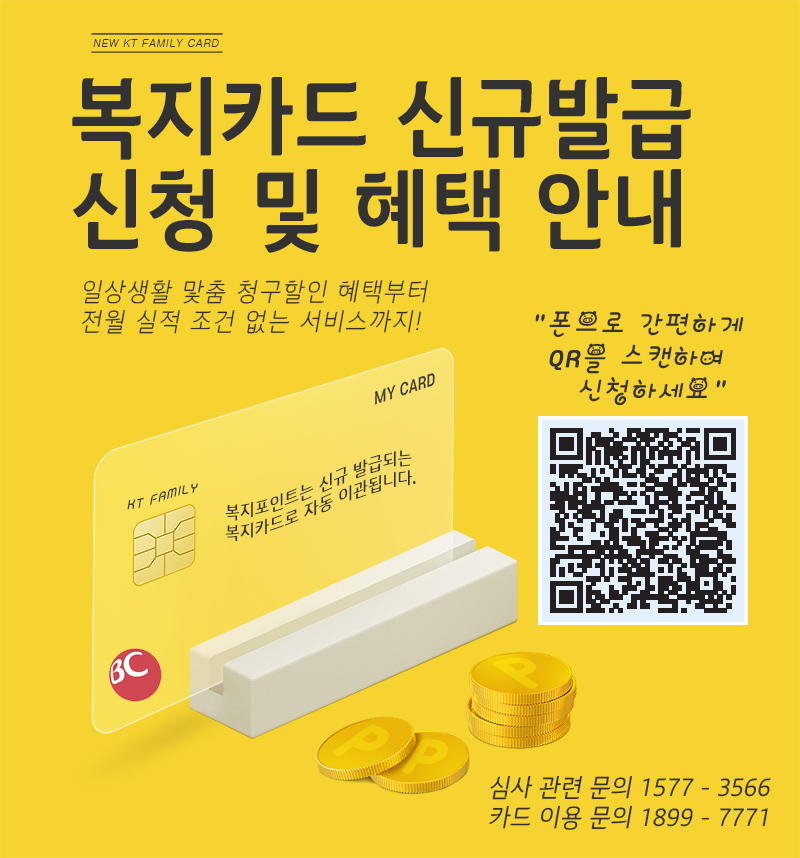 NEW KT FAMILY CARD
복지카드 신규발급
신청 및 혜택 안내
일상생활 맞춤 청구할인 혜택부터
전월 실적 조건 없는 서비스까지!
"폰으로 간편하게
QR을 스캔하여
신청하세요"
MY CARD
KT FAMILY
복지포인트는 신규 발급되는
복지카드로 자동 이관됩니다.
BC
P
P
P
심사 관련 문의 1577 - 3566
카드 이용 문의 1899 - 7771